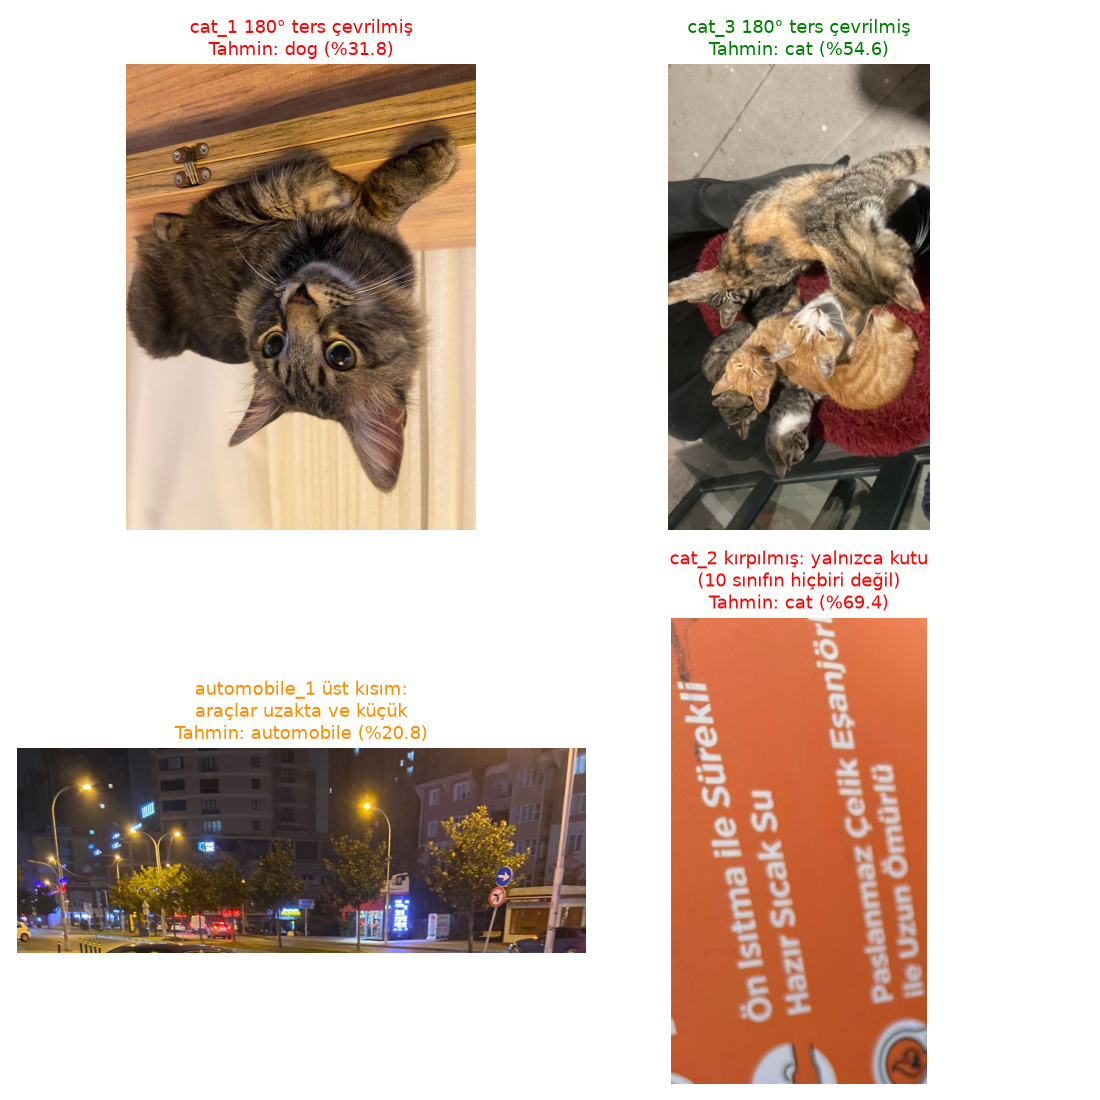 cat_1 180° ters çevrilmiş
Tahmin: dog (%31.8)
cat_3 180° ters çevrilmiş
Tahmin: cat (%54.6)
automobile_1 üst kısım:
araçlar uzakta ve küçük
Tahmin: automobile (%20.8)
cat_2 kırpılmış: yalnızca kutu
(10 sınıfın hiçbiri değil)
Tahmin: cat (%69.4)
Ön Isıtma ile Sürekli
Hazır Sıcak Su
Paslanmaz Çelik
ile Uzun Ömürlü